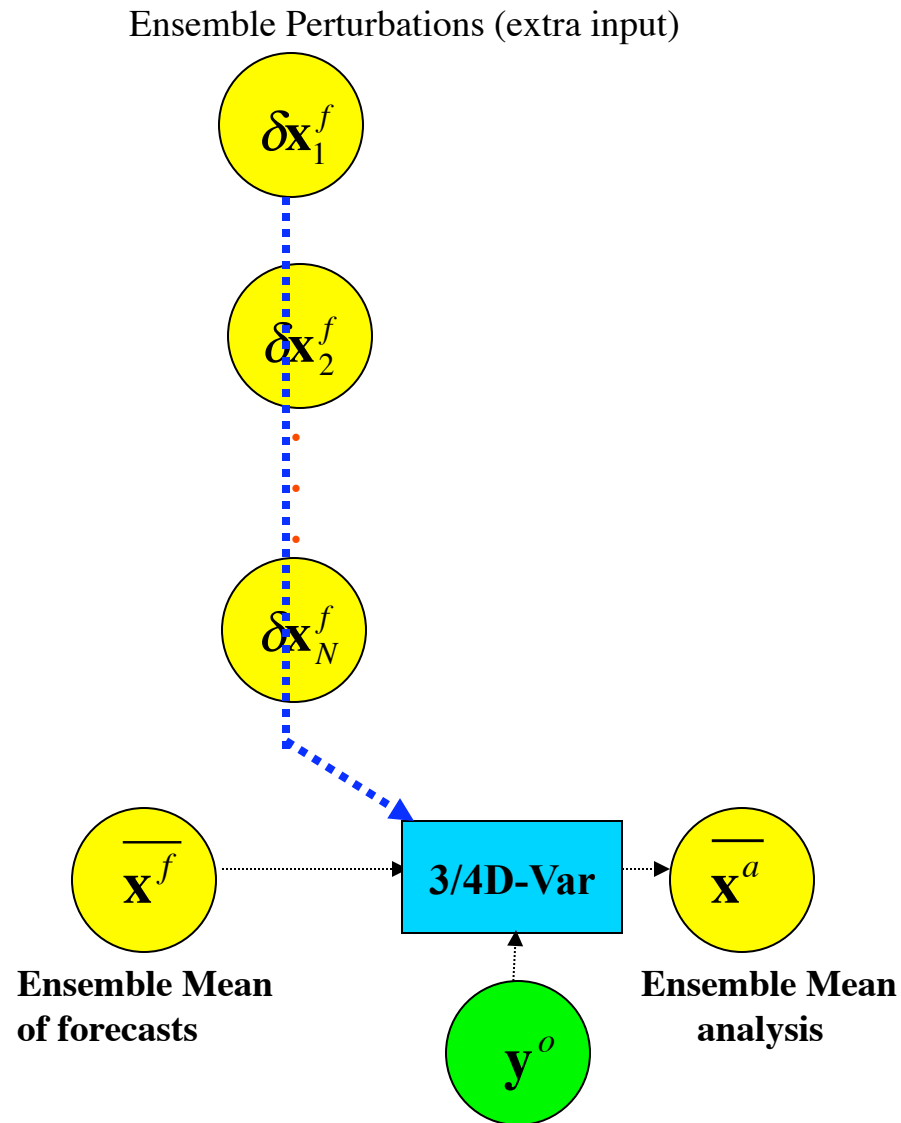 Ensemble Perturbations (extra input)
δx₁ᶠ
δx₂ᶠ
δx_Nᶠ
x̅ᶠ
3/4D-Var
x̅ᵃ
Ensemble Mean
of forecasts
Ensemble Mean
analysis
yᵒ